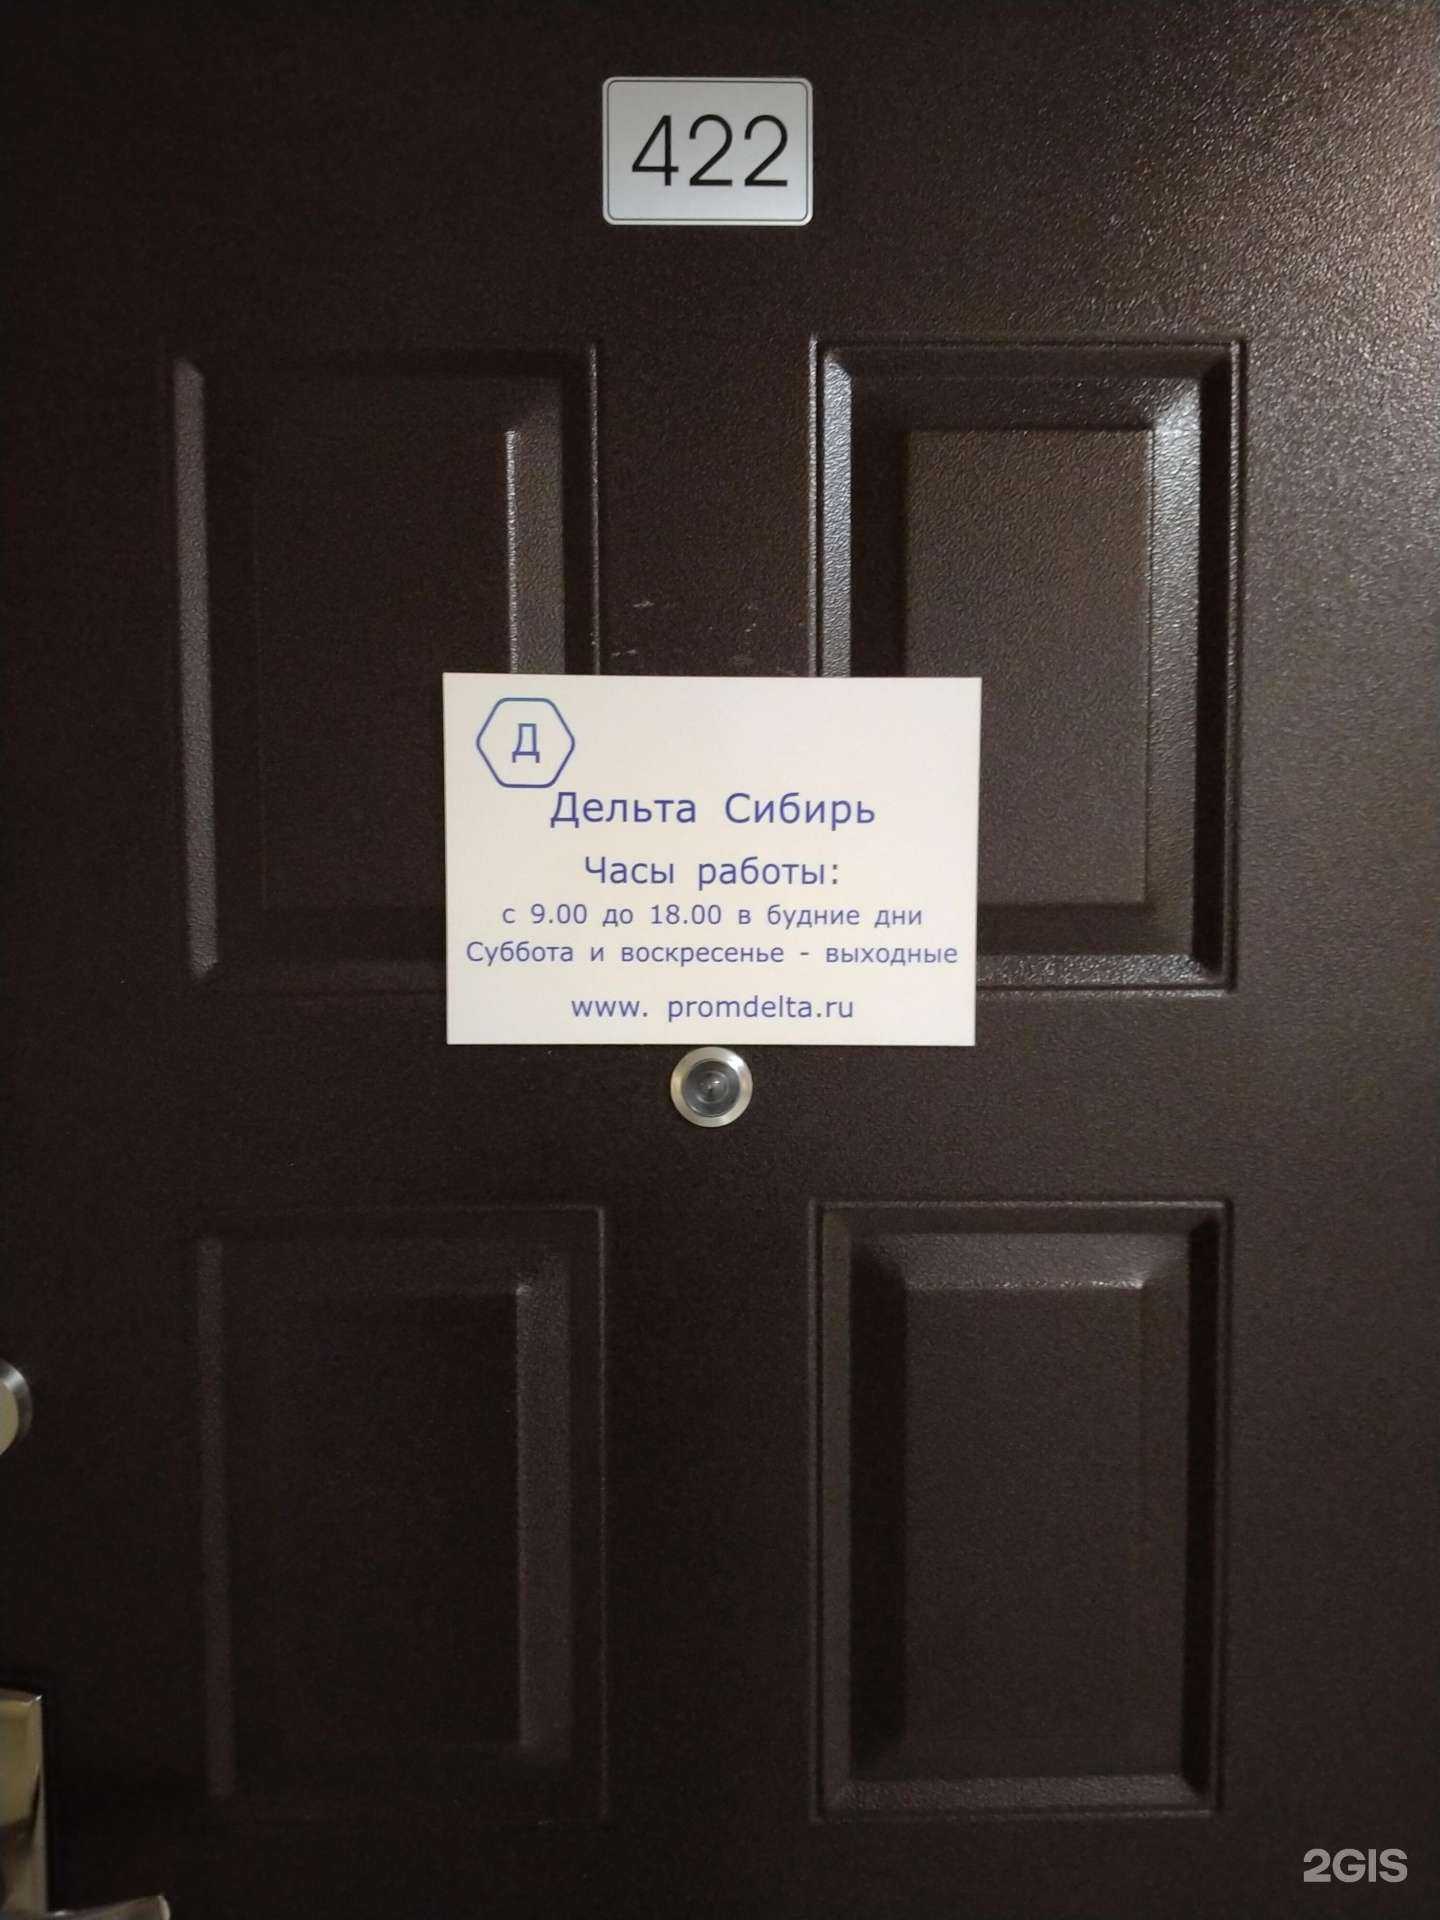 422
Д
Дельта Сибирь
Часы работы:
с 9.00 до 18.00 в будние дни
Суббота и воскресенье - выходные
www. promdelta.ru
2GIS